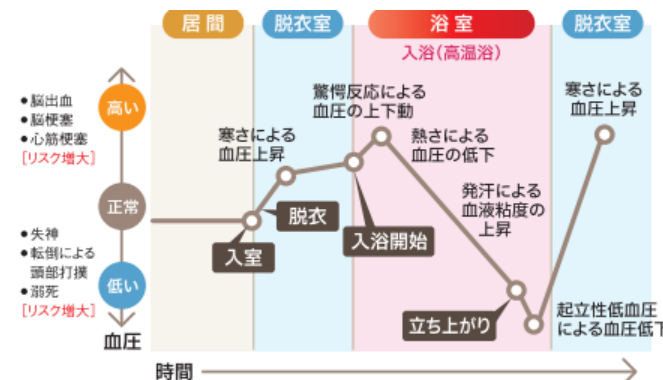 居間
脱衣室
浴室
脱衣室
入浴(高温浴)
●脳出血
●脳梗塞
●心筋梗塞
[リスク増大]
高い
正常
●失神
●転倒による
頭部打撲
●溺死
[リスク増大]
低い
血圧
寒さによる
血圧上昇
驚愕反応による
血圧の上下動
熱さによる
血圧の低下
発汗による
血液粘度の
上昇
寒さによる
血圧上昇
脱衣
入室
入浴開始
立ち上がり
起立性低血圧
による血圧低下
時間